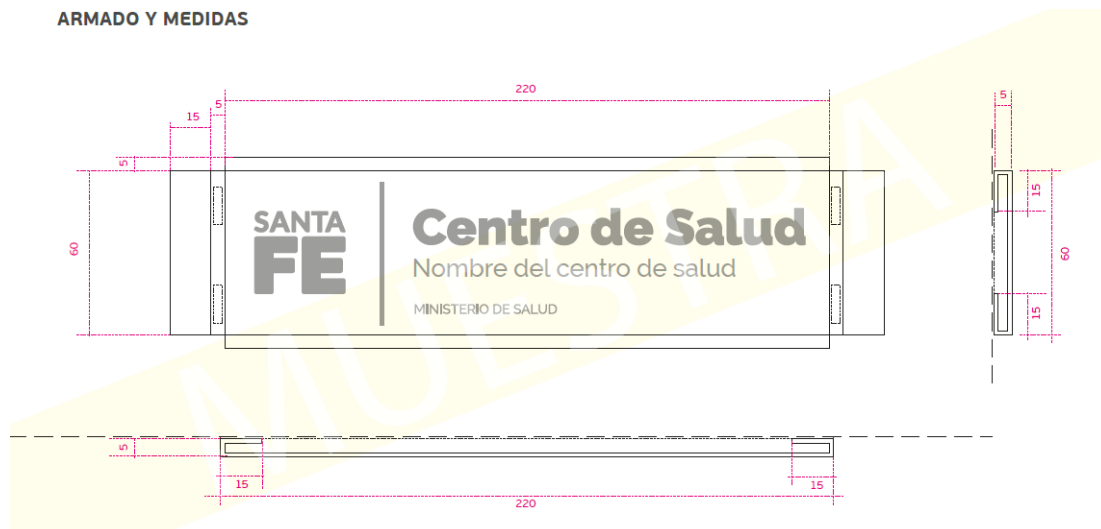 ARMADO Y MEDIDAS
220
5
15
5
5
60
15
60
15
SANTA
FE
Centro de Salud
Nombre del centro de salud
MINISTERIO DE SALUD
MUESTRA
5
15
15
220